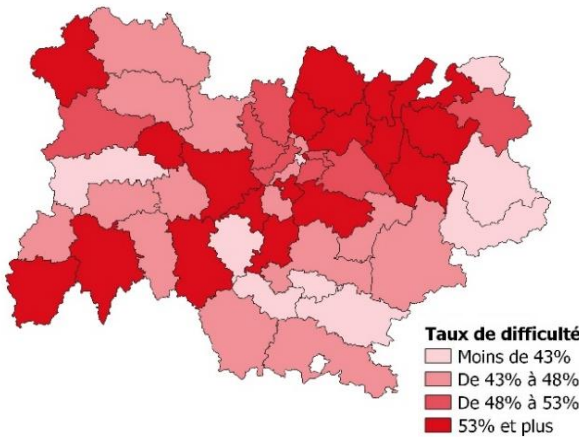 Taux de difficulté
Moins de 43%
De 43% à 48%
De 48% à 53%
53% et plus